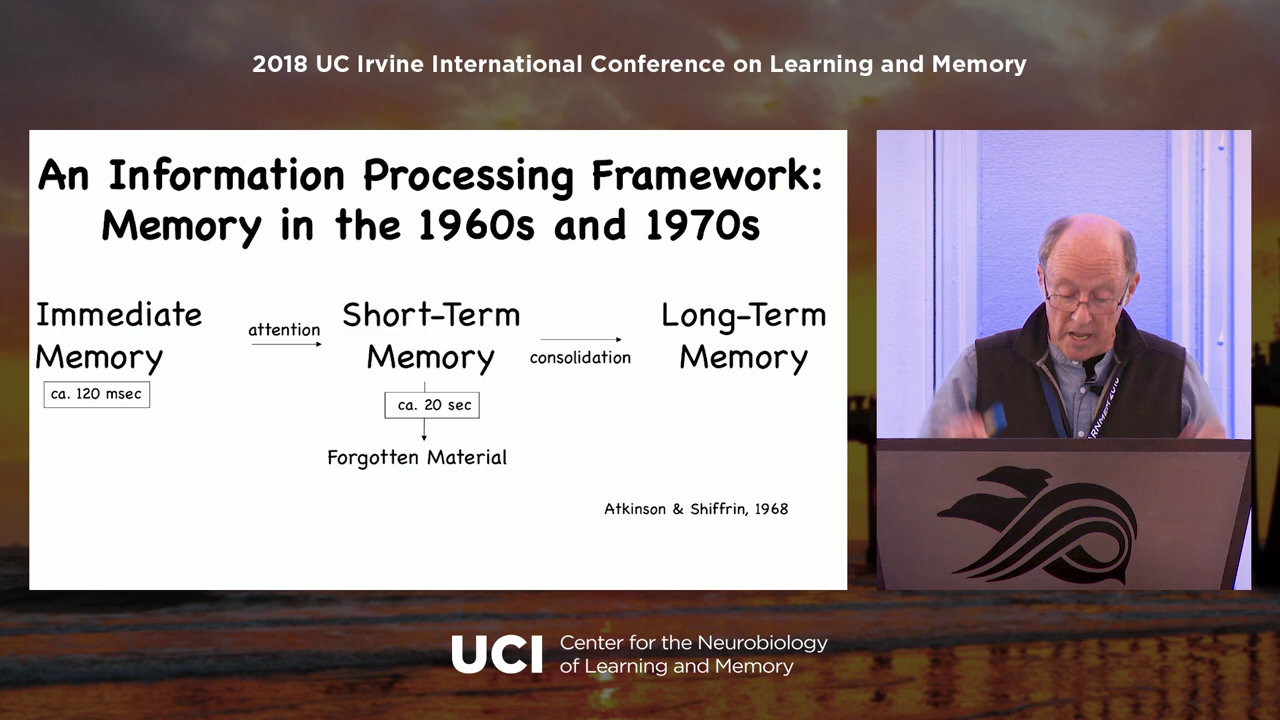 2018 UC Irvine International Conference on Learning and Memory
An Information Processing Framework:
Memory in the 1960s and 1970s
Immediate
Memory
ca. 120 msec
attention
Short-Term
Memory
ca. 20 sec
Forgotten Material
consolidation
Long-Term
Memory
Atkinson & Shiffrin, 1968
UCI Center for the Neurobiology
of Learning and Memory